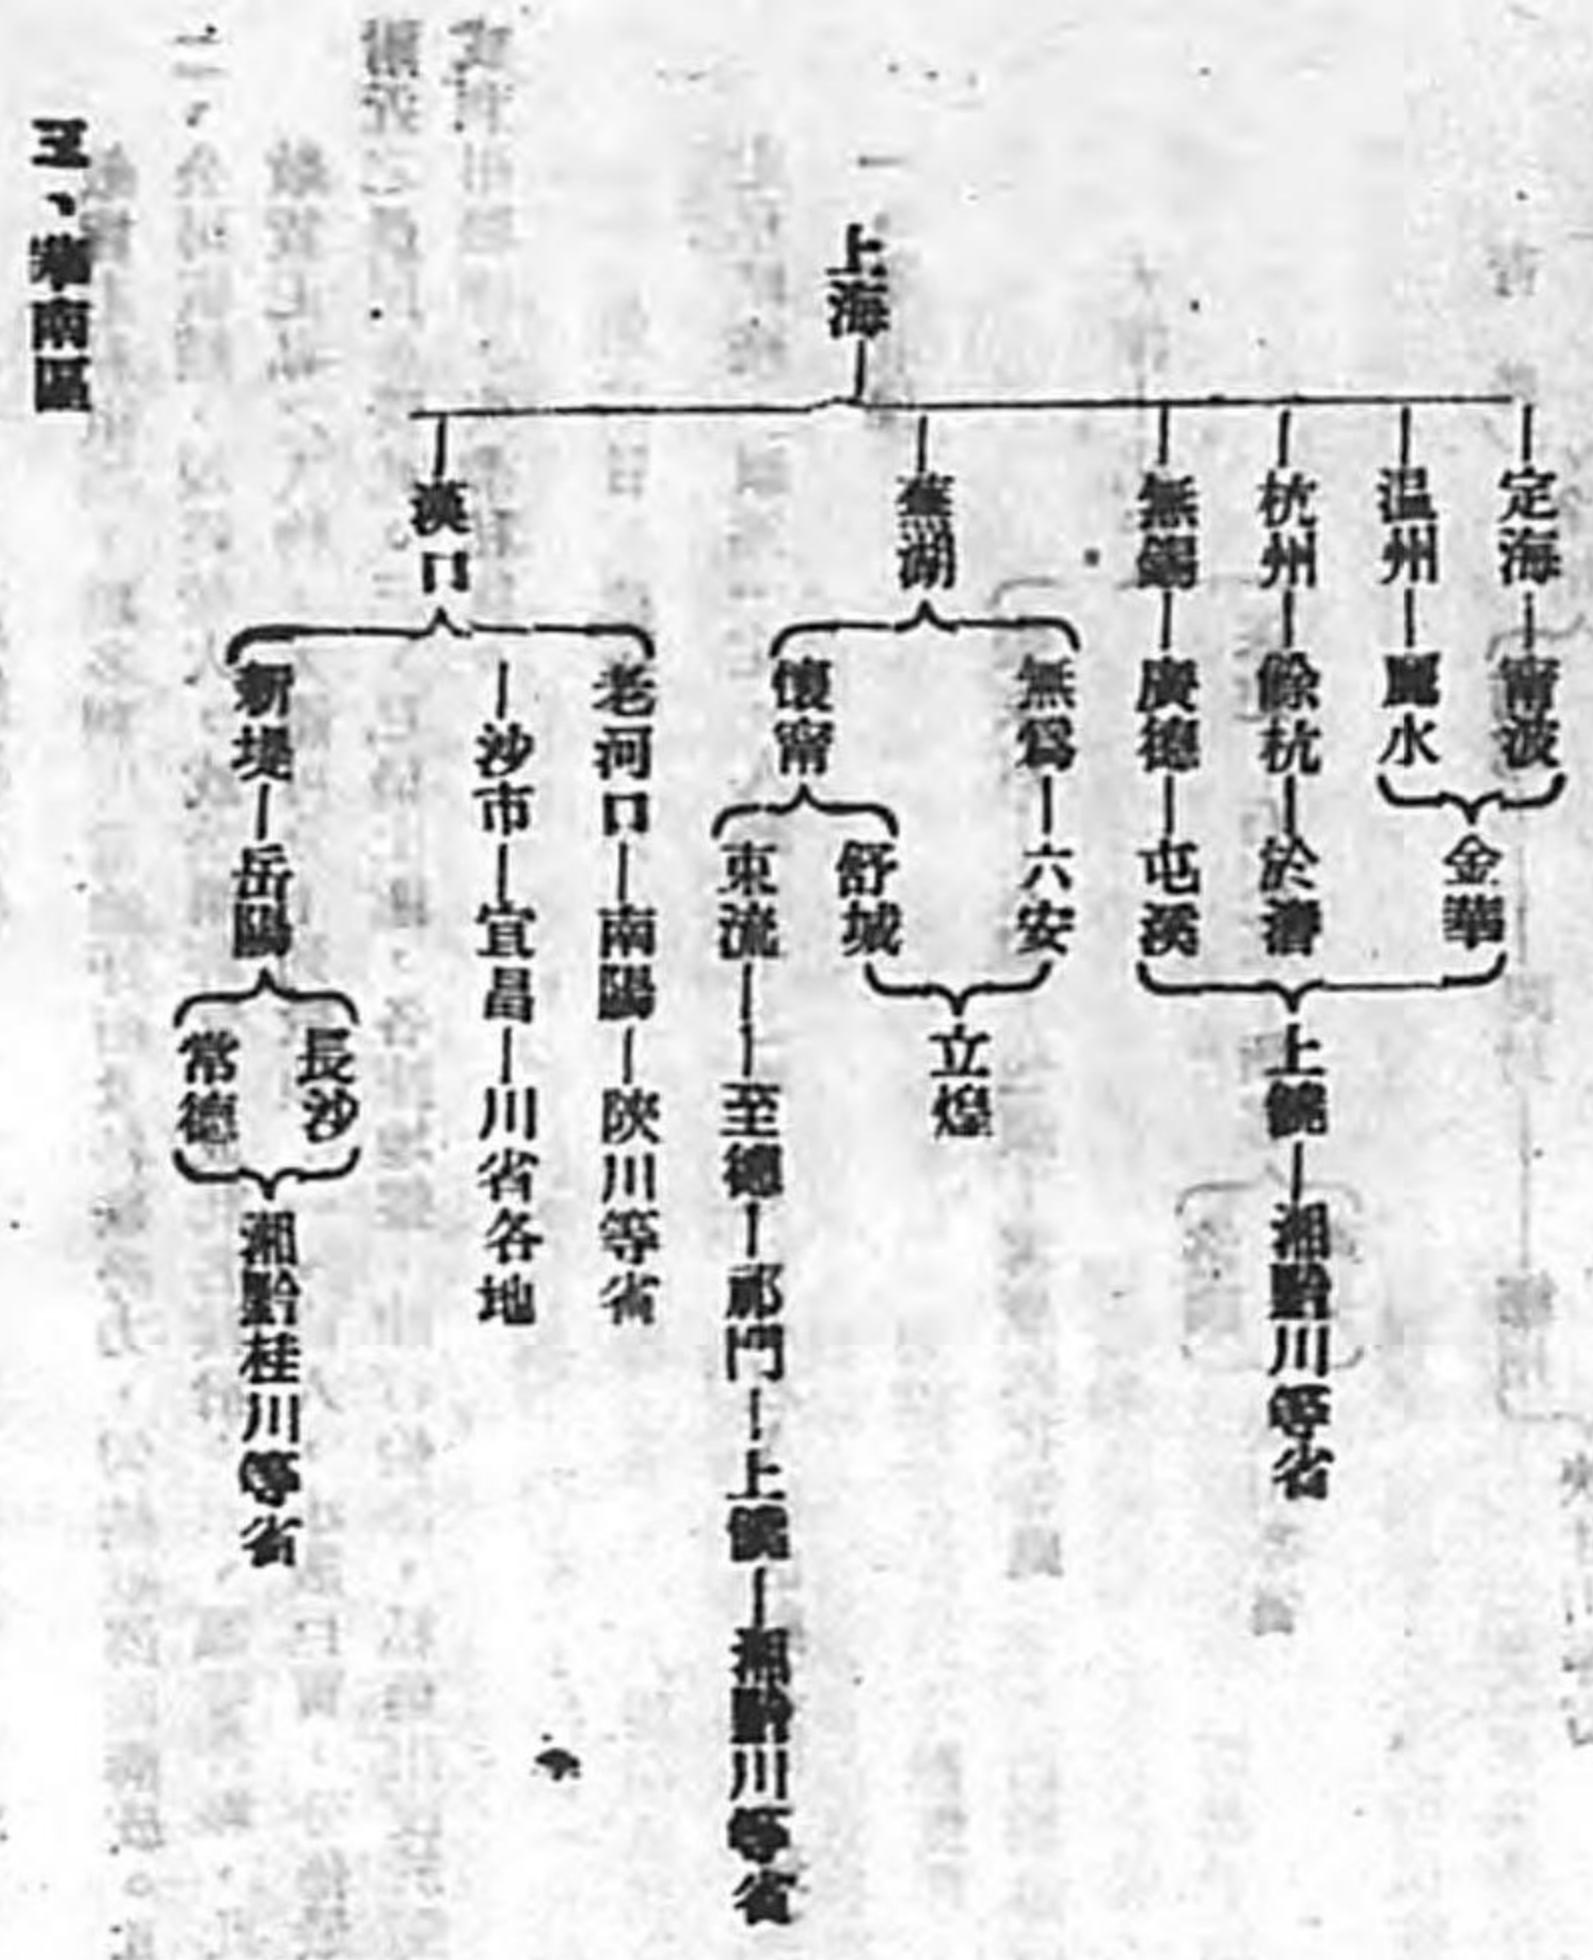 上海
定海—甯波
温州—麗水
金華
杭州—餘杭—於潛
無錫—廣德—屯溪
上饒—湘黔川等省
蕪湖
無爲—六安
懷甯
舒城
立煌
東流—至德—祁門—上饒—湘黔川等省
漢口
老河口—南陽—陝川等省
—沙市—宜昌—川省各地
新堤—岳陽
長沙
常德
湘黔桂川等省
三、華南區